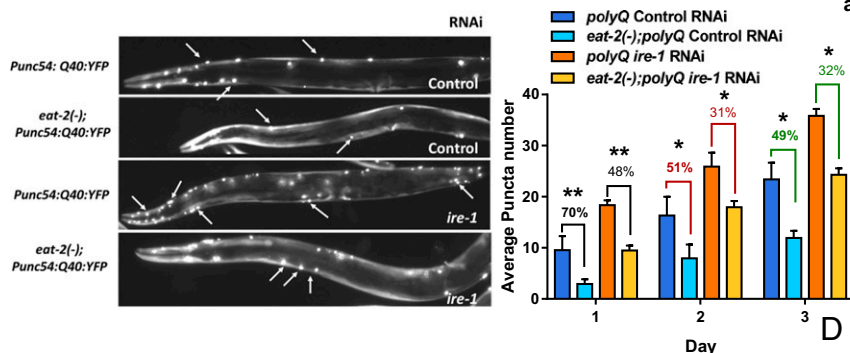 RNAi
Punc54: Q40:YFP
Control
eat-2(-);
Punc54:Q40:YFP
Control
Punc54:Q40:YFP
ire-1
eat-2(-);
Punc54:Q40:YFP
ire-1
polyQ Control RNAi
eat-2(-);polyQ Control RNAi
polyQ ire-1 RNAi
eat-2(-);polyQ ire-1 RNAi
Average Puncta number
40
30
20
10
0
**
70%
**
48%
*
51%
*
31%
*
49%
*
32%
1
2
3
Day
D